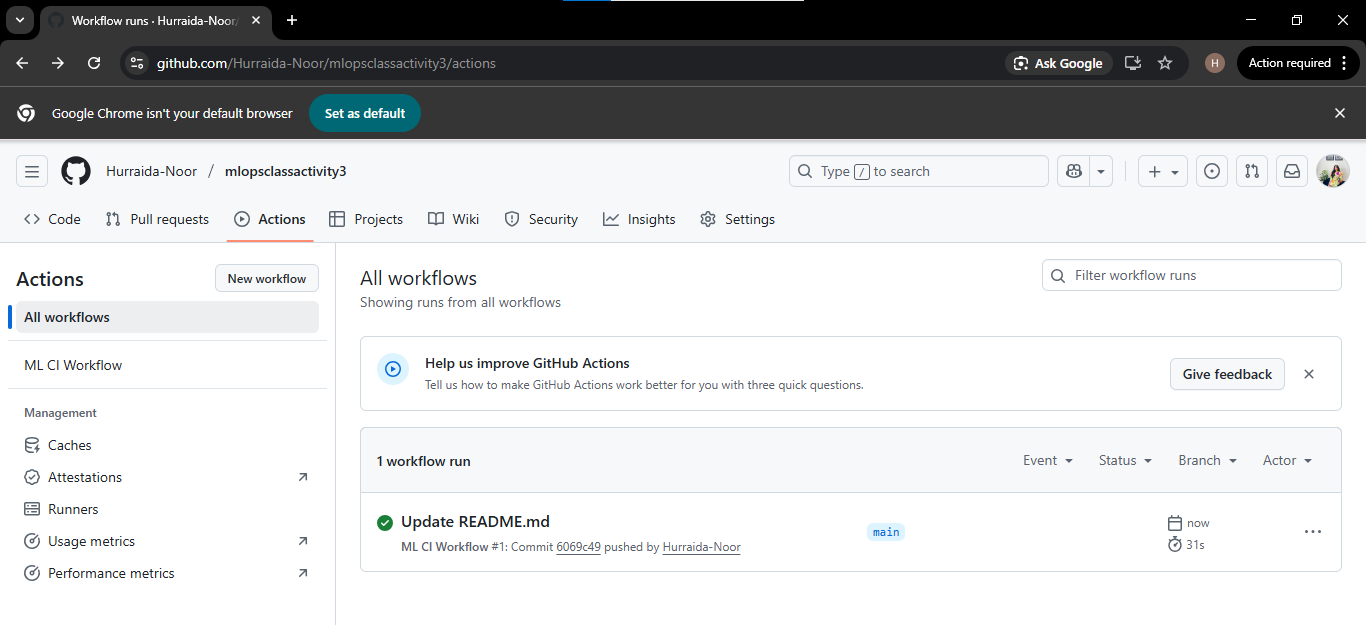 Workflow runs · Hurraida-Noor/
github.com/Hurraida-Noor/mlopsclassactivity3/actions
Ask Google
H
Action required
Google Chrome isn't your default browser
Set as default
Hurraida-Noor / mlopsclassactivity3
Type / to search
Code
Pull requests
Actions
Projects
Wiki
Security
Insights
Settings
Actions
New workflow
All workflows
ML CI Workflow
Management
Caches
Attestations
Runners
Usage metrics
Performance metrics
All workflows
Showing runs from all workflows
Filter workflow runs
Help us improve GitHub Actions
Tell us how to make GitHub Actions work better for you with three quick questions.
Give feedback
1 workflow run
Event
Status
Branch
Actor
Update README.md
ML CI Workflow #1: Commit 6069c49 pushed by Hurraida-Noor
main
now
31s